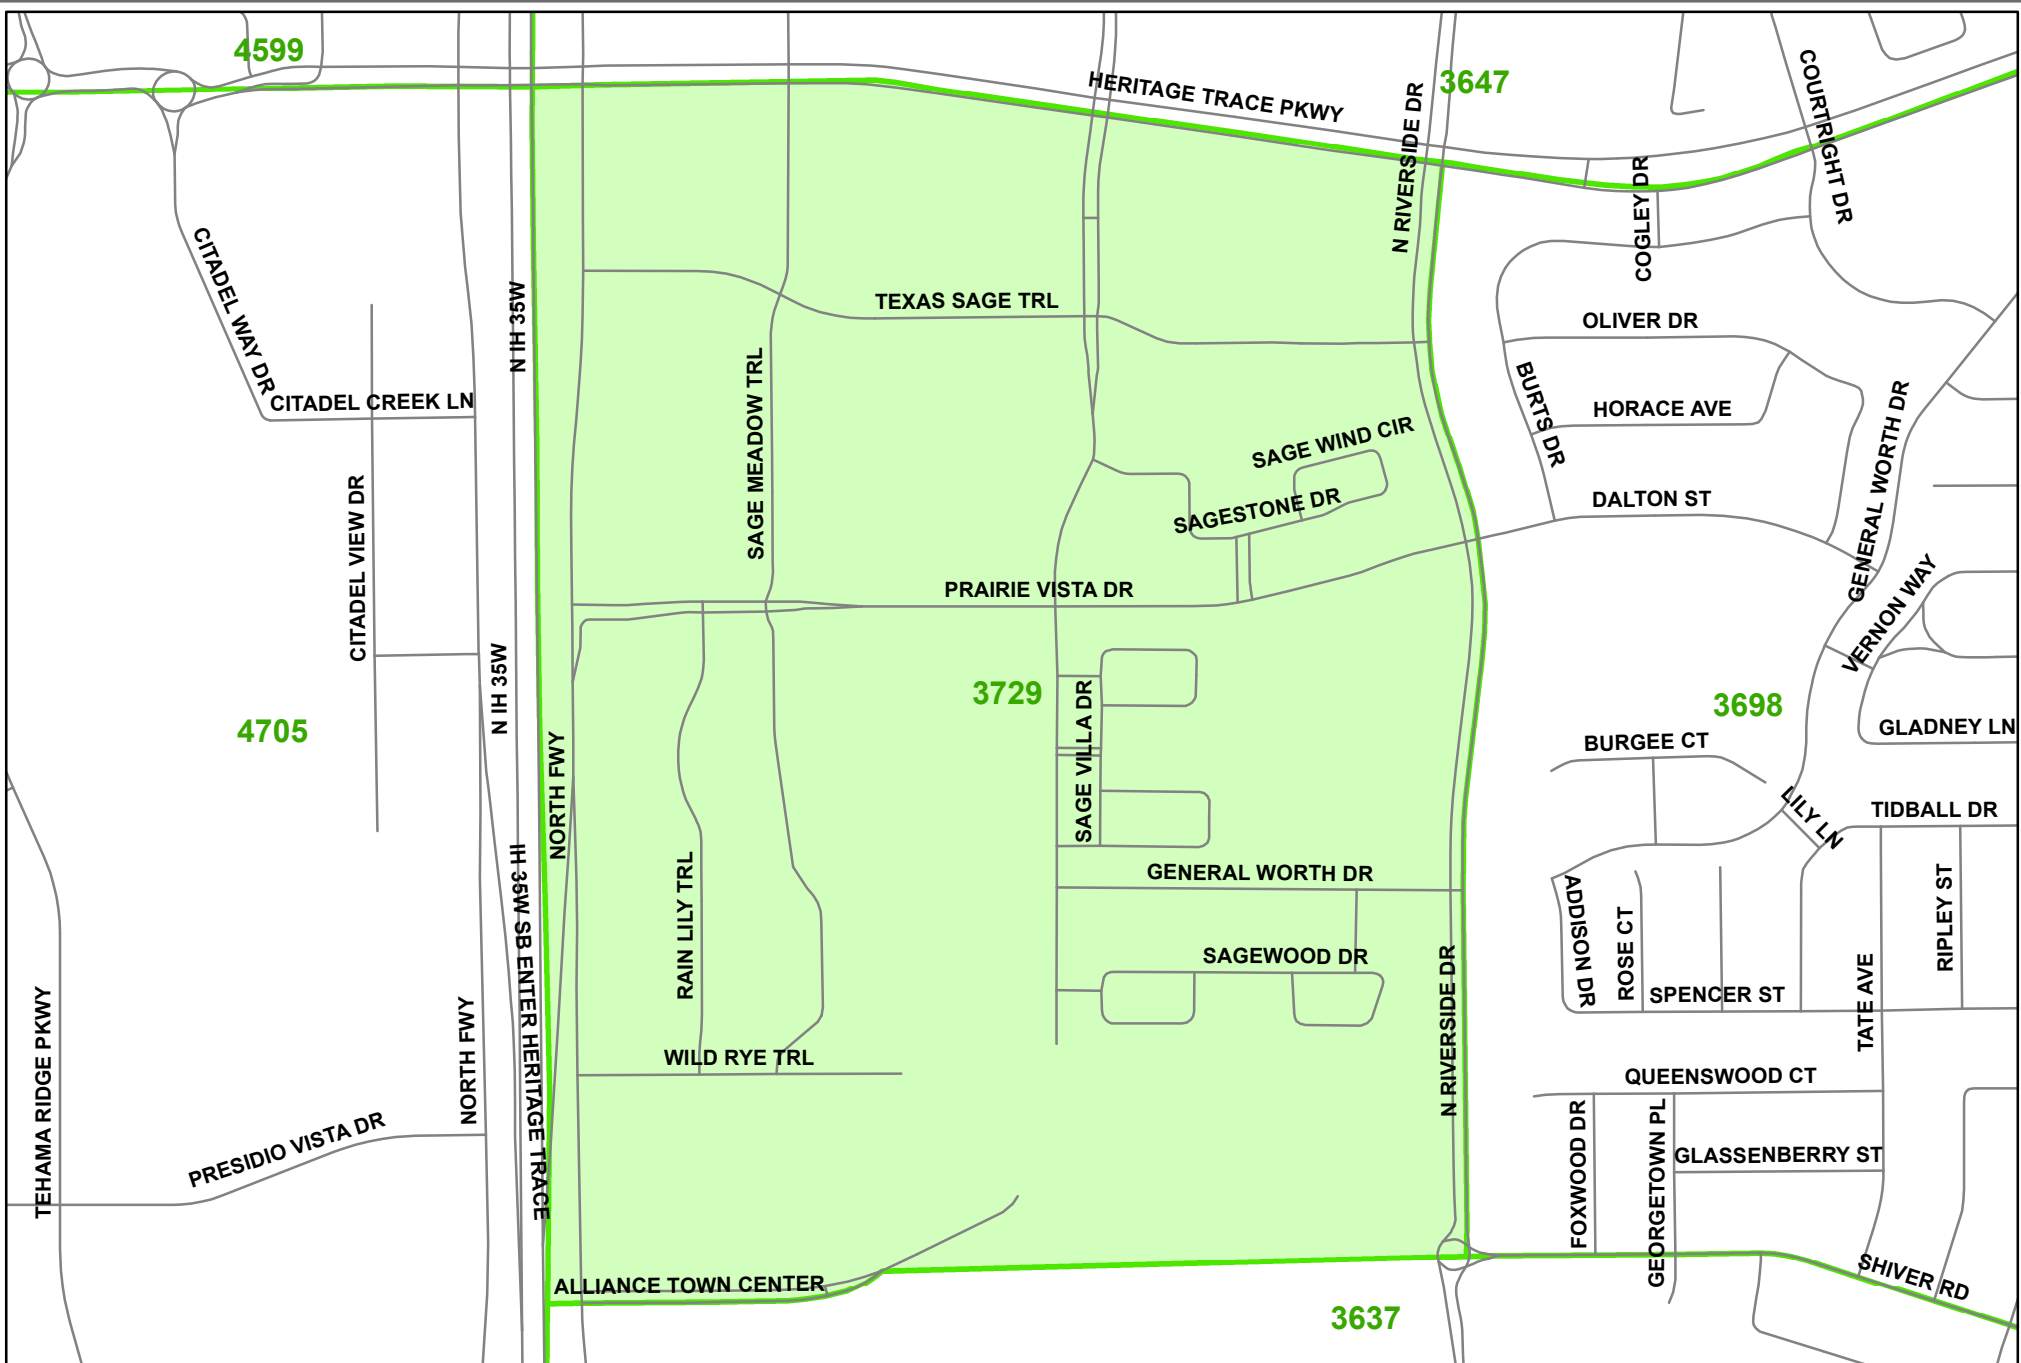 4599
3647
HERITAGE TRACE PKWY
N RIVERSIDE DR
COURTRIGHT DR
COGLEY DR
CITADEL WAY DR
N IH 35W
TEXAS SAGE TRL
OLIVER DR
CITADEL CREEK LN
SAGE MEADOW TRL
BURTS DR
HORACE AVE
GENERAL WORTH DR
SAGE WIND CIR
SAGESTONE DR
DALTON ST
CITADEL VIEW DR
PRAIRIE VISTA DR
VERNON WAY
N IH 35W
3729
3698
4705
SAGE VILLA DR
GLADNEY LN
BURGEE CT
NORTH FWY
LILY LN
TIDBALL DR
GENERAL WORTH DR
RAIN LILY TRL
IH 35W SB ENTER HERITAGE TRACE
ADDISON DR
ROSE CT
RIPLEY ST
SAGEWOOD DR
SPENCER ST
TATE AVE
N RIVERSIDE DR
TEHAMA RIDGE PKWY
NORTH FWY
WILD RYE TRL
QUEENSWOOD CT
PRESIDIO VISTA DR
FOXWOOD DR
GEORGETOWN PL
GLASSENBERRY ST
ALLIANCE TOWN CENTER
SHIVER RD
3637